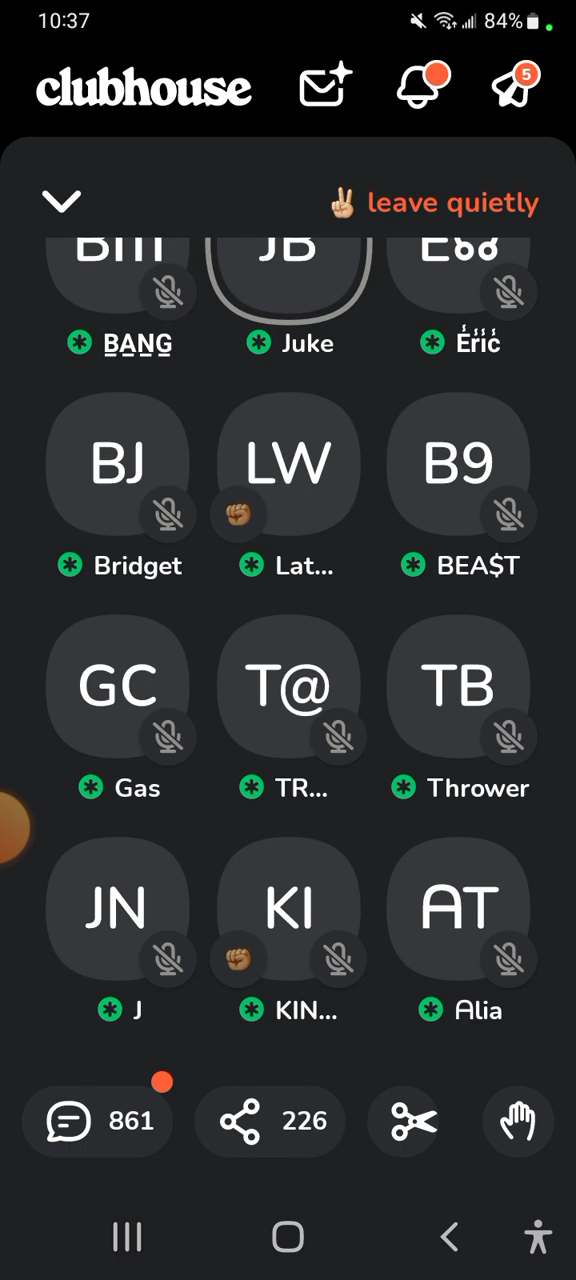 10:37
84%
clubhouse
5
✌🏼 leave quietly
JB
B̲A̲N̲G̲
Juke
E̾r̾i̾c̾
BJ
LW
B9
Bridget
Lat...
BEA$T
GC
T@
TB
Gas
TR...
Thrower
JN
KI
AT
J
KIN...
Alia
861
226